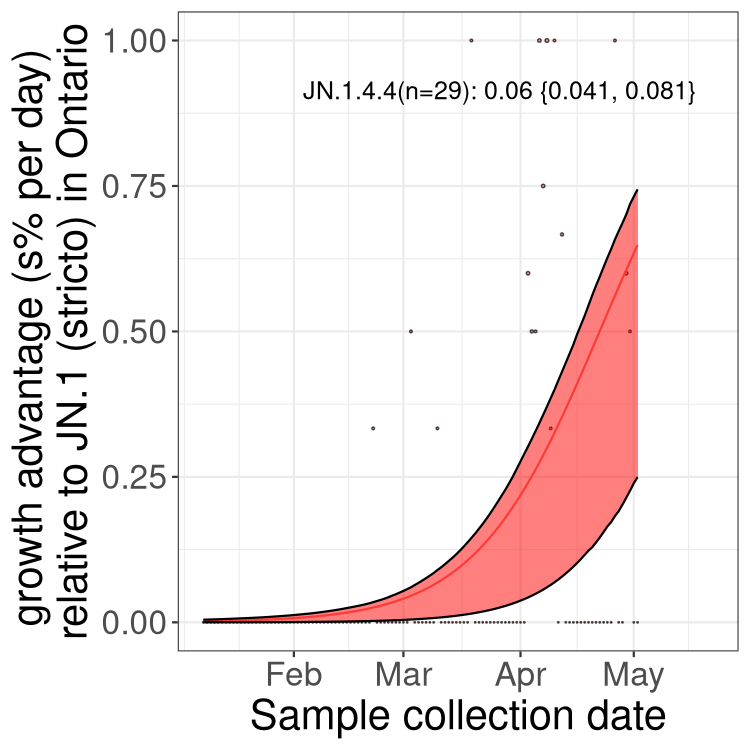 growth advantage (s% per day)
relative to JN.1 (stricto) in Ontario
1.00
0.75
0.50
0.25
0.00
JN.1.4.4(n=29): 0.06 {0.041, 0.081}
Feb Mar Apr May
Sample collection date